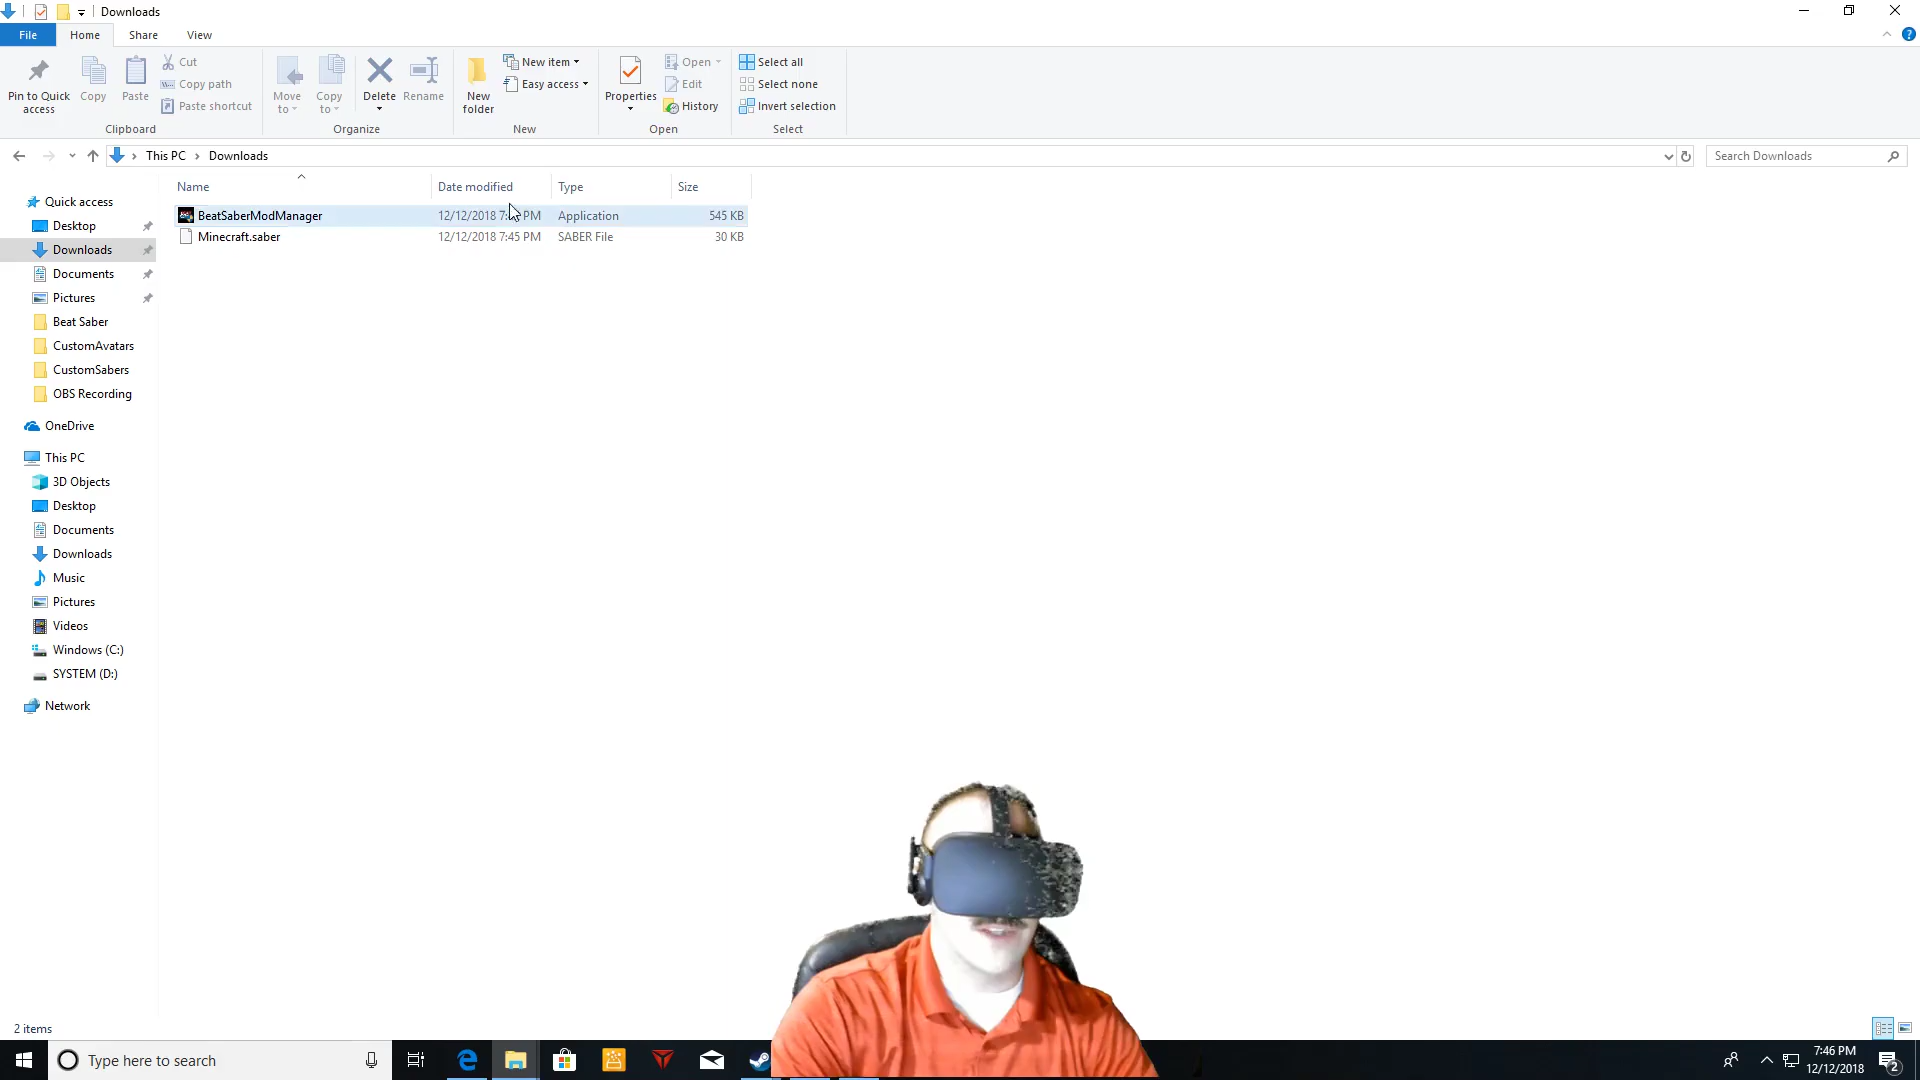 Downloads
File Home Share View
Pin to Quick access
Copy
Paste
Cut
Copy path
Paste shortcut
Clipboard
Move to
Copy to
Delete
Rename
Organize
New folder
New item
Easy access
New
Properties
Open
Edit
History
Open
Select all
Select none
Invert selection
Select
This PC > Downloads
Search Downloads
Name Date modified Type Size
BeatSaberModManager 12/12/2018 PM Application 545 KB
Minecraft.saber 12/12/2018 7:45 PM SABER File 30 KB
Quick access
Desktop
Downloads
Documents
Pictures
Beat Saber
CustomAvatars
CustomSabers
OBS Recording
OneDrive
This PC
3D Objects
Desktop
Documents
Downloads
Music
Pictures
Videos
Windows (C:)
SYSTEM (D:)
Network
2 items
Type here to search
7:46 PM
12/12/2018
2